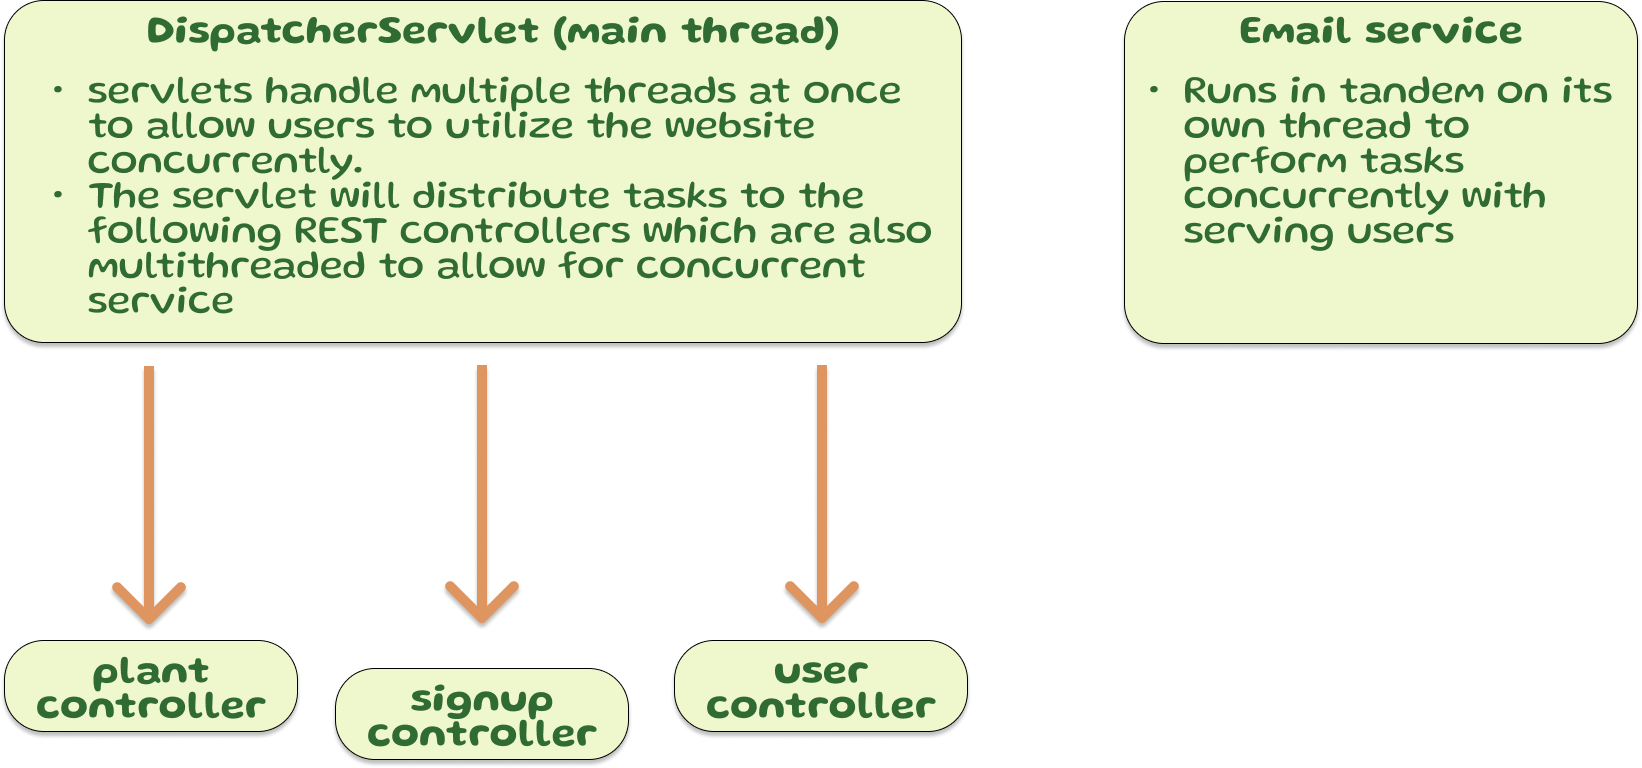 DispatcherServlet (main thread)
• servlets handle multiple threads at once
to allow users to utilize the website
concurrently.
• The servlet will distribute tasks to the
following REST controllers which are also
multithreaded to allow for concurrent
service
Email service
• Runs in tandem on its
own thread to
perform tasks
concurrently with
serving users
plant
controller
signup
controller
user
controller